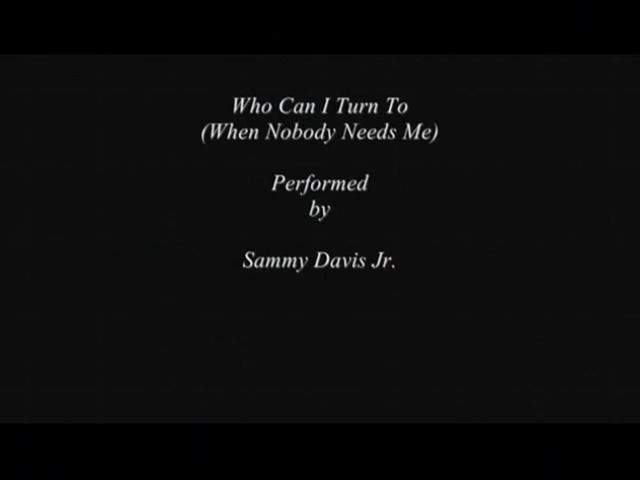 Who Can I Turn To
(When Nobody Needs Me)
Performed
by
Sammy Davis Jr.